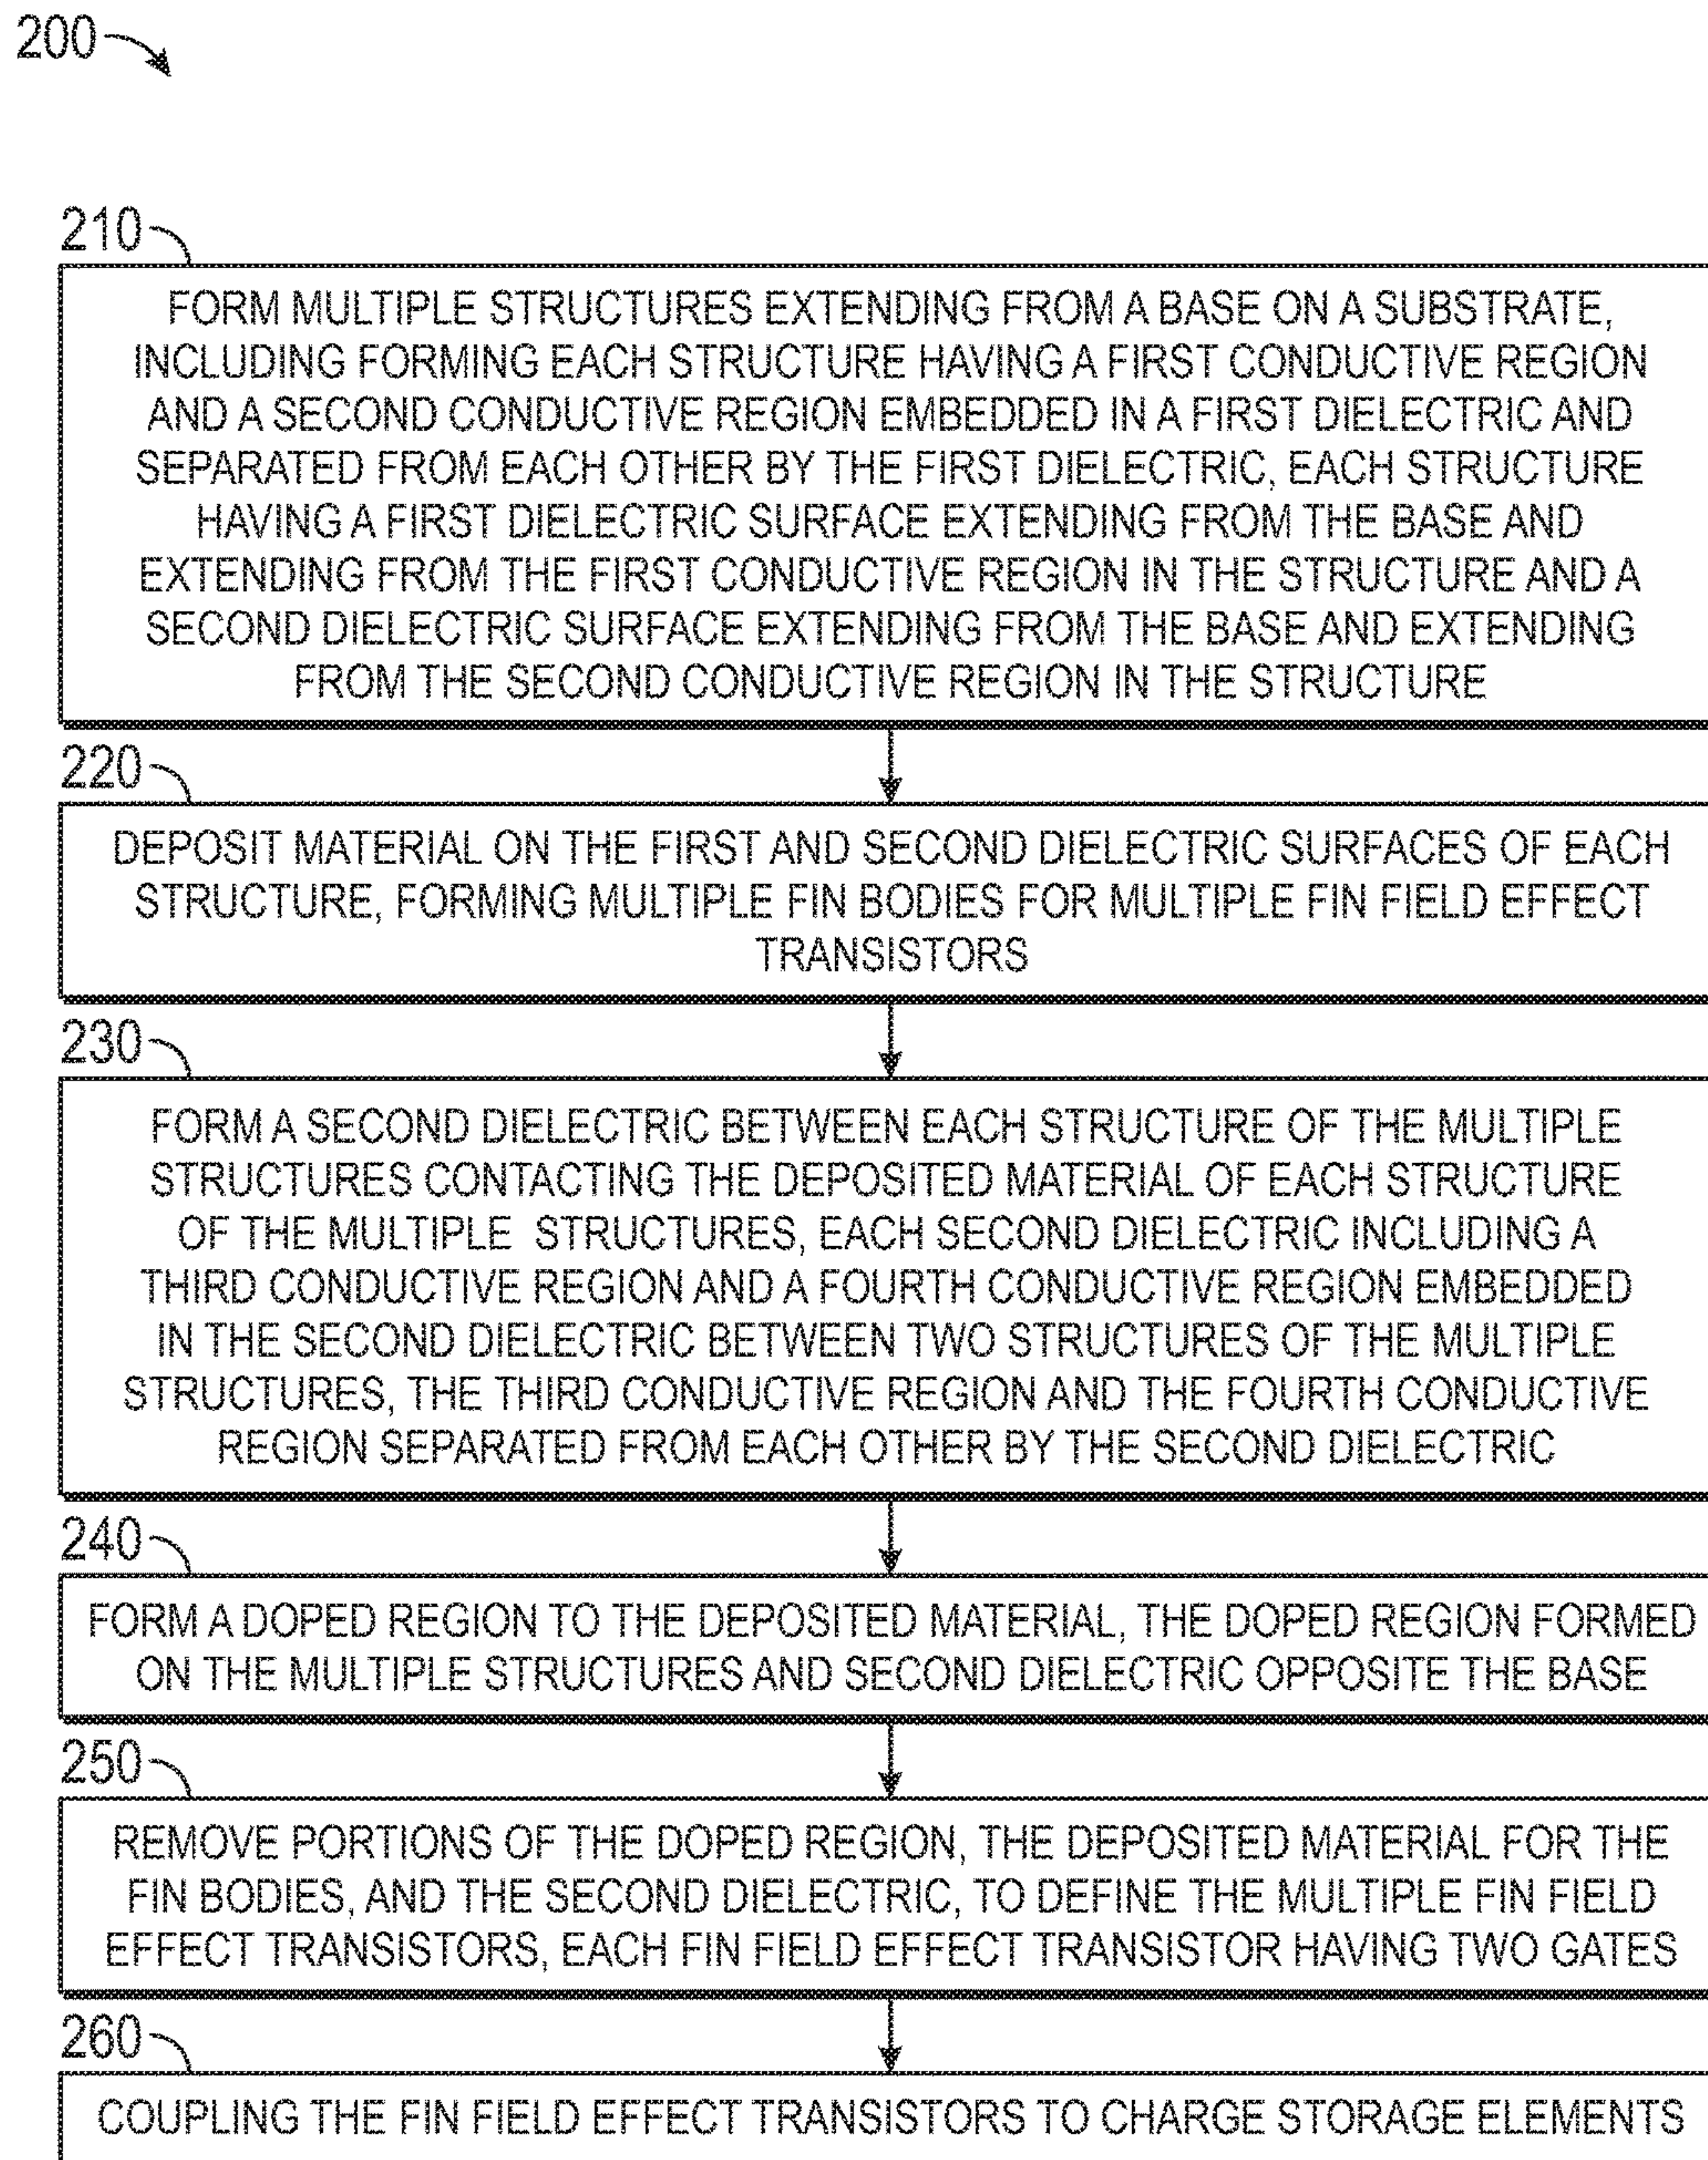 200
210
FORM MULTIPLE STRUCTURES EXTENDING FROM A BASE ON A SUBSTRATE,
INCLUDING FORMING EACH STRUCTURE HAVING A FIRST CONDUCTIVE REGION
AND A SECOND CONDUCTIVE REGION EMBEDDED IN A FIRST DIELECTRIC AND
SEPARATED FROM EACH OTHER BY THE FIRST DIELECTRIC, EACH STRUCTURE
HAVING A FIRST DIELECTRIC SURFACE EXTENDING FROM THE BASE AND
EXTENDING FROM THE FIRST CONDUCTIVE REGION IN THE STRUCTURE AND A
SECOND DIELECTRIC SURFACE EXTENDING FROM THE BASE AND EXTENDING
FROM THE SECOND CONDUCTIVE REGION IN THE STRUCTURE
220
DEPOSIT MATERIAL ON THE FIRST AND SECOND DIELECTRIC SURFACES OF EACH
STRUCTURE, FORMING MULTIPLE FIN BODIES FOR MULTIPLE FIN FIELD EFFECT
TRANSISTORS
230
FORM A SECOND DIELECTRIC BETWEEN EACH STRUCTURE OF THE MULTIPLE
STRUCTURES CONTACTING THE DEPOSITED MATERIAL OF EACH STRUCTURE
OF THE MULTIPLE STRUCTURES, EACH SECOND DIELECTRIC INCLUDING A
THIRD CONDUCTIVE REGION AND A FOURTH CONDUCTIVE REGION EMBEDDED
IN THE SECOND DIELECTRIC BETWEEN TWO STRUCTURES OF THE MULTIPLE
STRUCTURES, THE THIRD CONDUCTIVE REGION AND THE FOURTH CONDUCTIVE
REGION SEPARATED FROM EACH OTHER BY THE SECOND DIELECTRIC
240
FORM A DOPED REGION TO THE DEPOSITED MATERIAL, THE DOPED REGION FORMED
ON THE MULTIPLE STRUCTURES AND SECOND DIELECTRIC OPPOSITE THE BASE
250
REMOVE PORTIONS OF THE DOPED REGION, THE DEPOSITED MATERIAL FOR THE
FIN BODIES, AND THE SECOND DIELECTRIC, TO DEFINE THE MULTIPLE FIN FIELD
EFFECT TRANSISTORS, EACH FIN FIELD EFFECT TRANSISTOR HAVING TWO GATES
260
COUPLING THE FIN FIELD EFFECT TRANSISTORS TO CHARGE STORAGE ELEMENTS